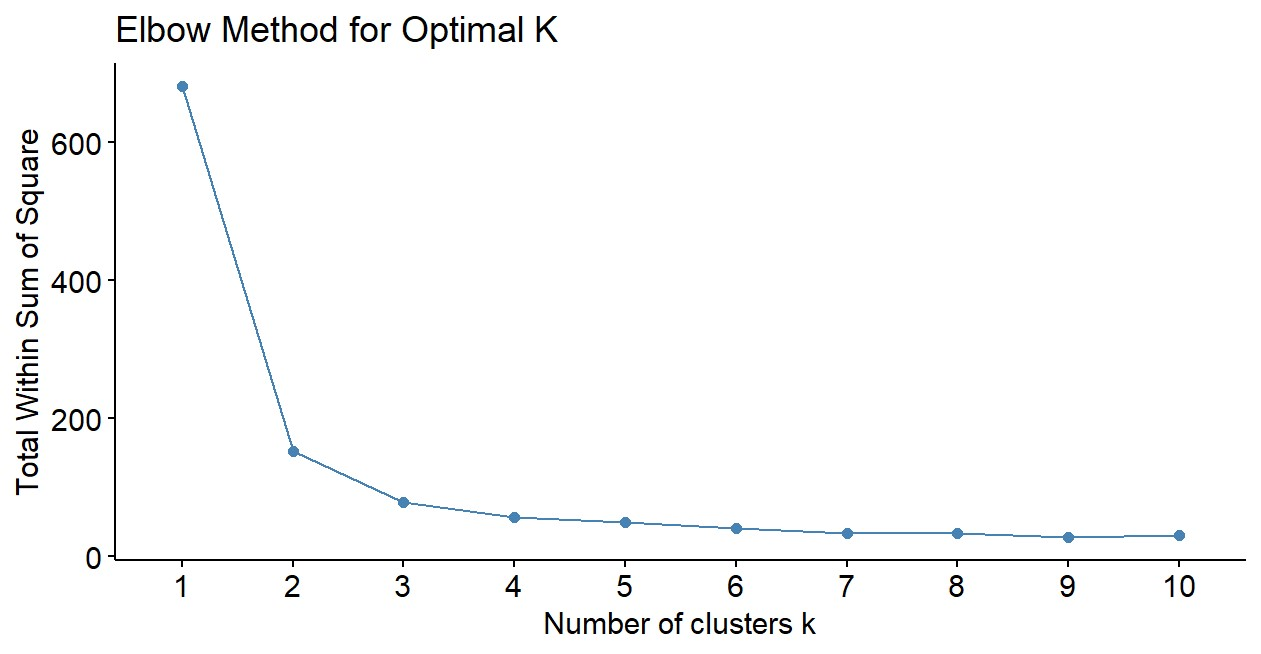 Elbow Method for Optimal K
Total Within Sum of Square
600
400
200
0
1 2 3 4 5 6 7 8 9 10
Number of clusters k